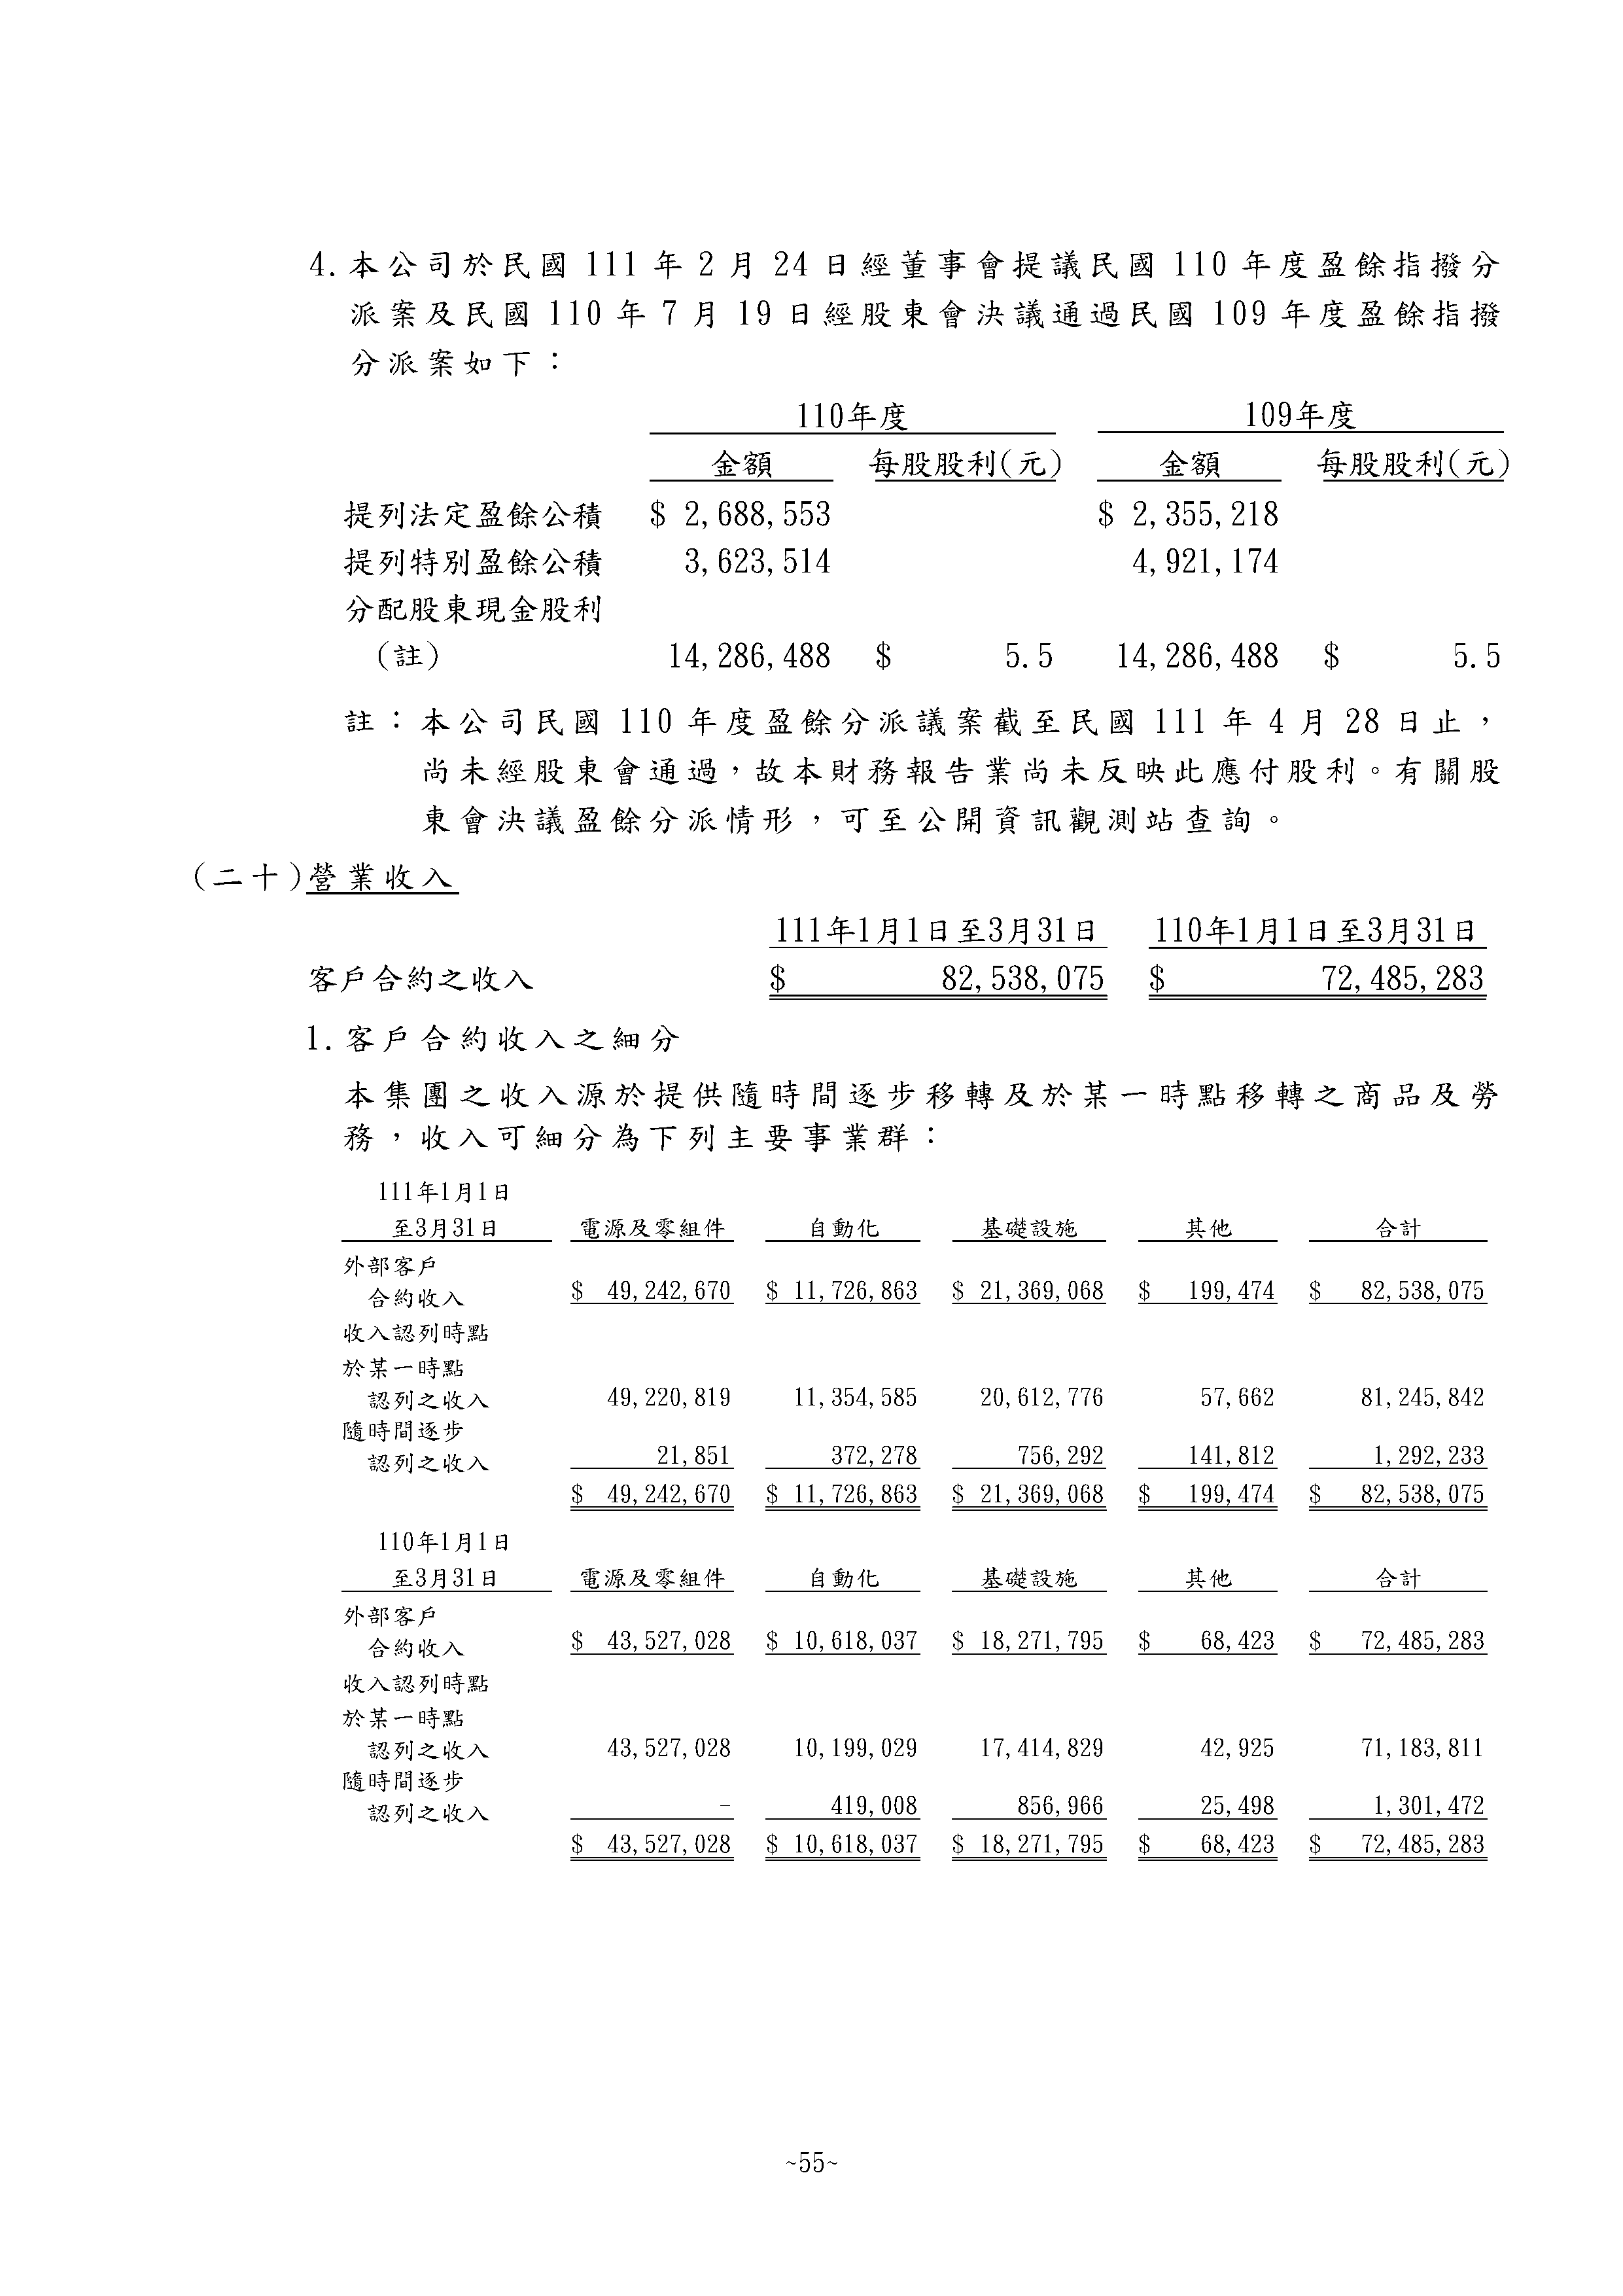 4.本公司於民國 111 年 2 月 24 日經董事會提議民國 110 年度盈餘指撥分
派案及民國 110 年 7 月 19 日經股東會決議通過民國 109 年度盈餘指撥
分派案如下：
110年度 109年度
金額 每股股利(元) 金額 每股股利(元)
提列法定盈餘公積 $ 2,688,553 $ 2,355,218
提列特別盈餘公積 3,623,514 4,921,174
分配股東現金股利
(註) 14,286,488 $ 5.5 14,286,488 $ 5.5
註：本公司民國 110 年度盈餘分派議案截至民國 111 年 4 月 28 日止，
尚未經股東會通過，故本財務報告業尚未反映此應付股利。有關股
東會決議盈餘分派情形，可至公開資訊觀測站查詢。
(二十)營業收入
111年1月1日至3月31日 110年1月1日至3月31日
客戶合約之收入 $ 82,538,075 $ 72,485,283
1.客戶合約收入之細分
本集團之收入源於提供隨時間逐步移轉及於某一時點移轉之商品及勞
務，收入可細分為下列主要事業群：
111年1月1日
至3月31日 電源及零組件 自動化 基礎設施 其他 合計
外部客戶
合約收入 $ 49,242,670 $ 11,726,863 $ 21,369,068 $ 199,474 $ 82,538,075
收入認列時點
於某一時點
認列之收入 49,220,819 11,354,585 20,612,776 57,662 81,245,842
隨時間逐步
認列之收入 21,851 372,278 756,292 141,812 1,292,233
$ 49,242,670 $ 11,726,863 $ 21,369,068 $ 199,474 $ 82,538,075
110年1月1日
至3月31日 電源及零組件 自動化 基礎設施 其他 合計
外部客戶
合約收入 $ 43,527,028 $ 10,618,037 $ 18,271,795 $ 68,423 $ 72,485,283
收入認列時點
於某一時點
認列之收入 43,527,028 10,199,029 17,414,829 42,925 71,183,811
隨時間逐步
認列之收入 - 419,008 856,966 25,498 1,301,472
$ 43,527,028 $ 10,618,037 $ 18,271,795 $ 68,423 $ 72,485,283
~55~